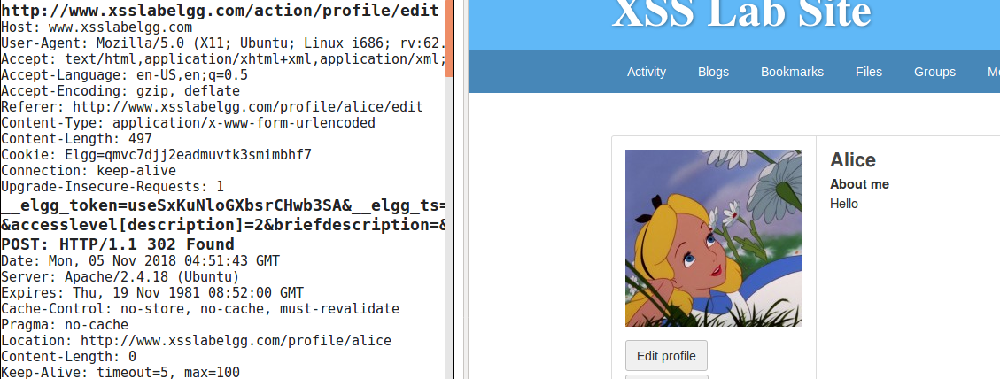 http://www.xsslabelgg.com/action/profile/edit
Host: www.xsslabelgg.com
User-Agent: Mozilla/5.0 (X11; Ubuntu; Linux i686; rv:62.
Accept: text/html,application/xhtml+xml,application/xml;
Accept-Language: en-US,en;q=0.5
Accept-Encoding: gzip, deflate
Referer: http://www.xsslabelgg.com/profile/alice/edit
Content-Type: application/x-www-form-urlencoded
Content-Length: 497
Cookie: Elgg=qmvc7djj2eadmuvtk3smimbhf7
Connection: keep-alive
Upgrade-Insecure-Requests: 1
__elgg_token=useSxKuNloGXbsrCHwb3SA&__elgg_ts=
&accesslevel[description]=2&briefdescription=&
POST: HTTP/1.1 302 Found
Date: Mon, 05 Nov 2018 04:51:43 GMT
Server: Apache/2.4.18 (Ubuntu)
Expires: Thu, 19 Nov 1981 08:52:00 GMT
Cache-Control: no-store, no-cache, must-revalidate
Pragma: no-cache
Location: http://www.xsslabelgg.com/profile/alice
Content-Length: 0
Keep-Alive: timeout=5, max=100
XSS Lab Site
Activity Blogs Bookmarks Files Groups
Alice
About me
Hello
Edit profile